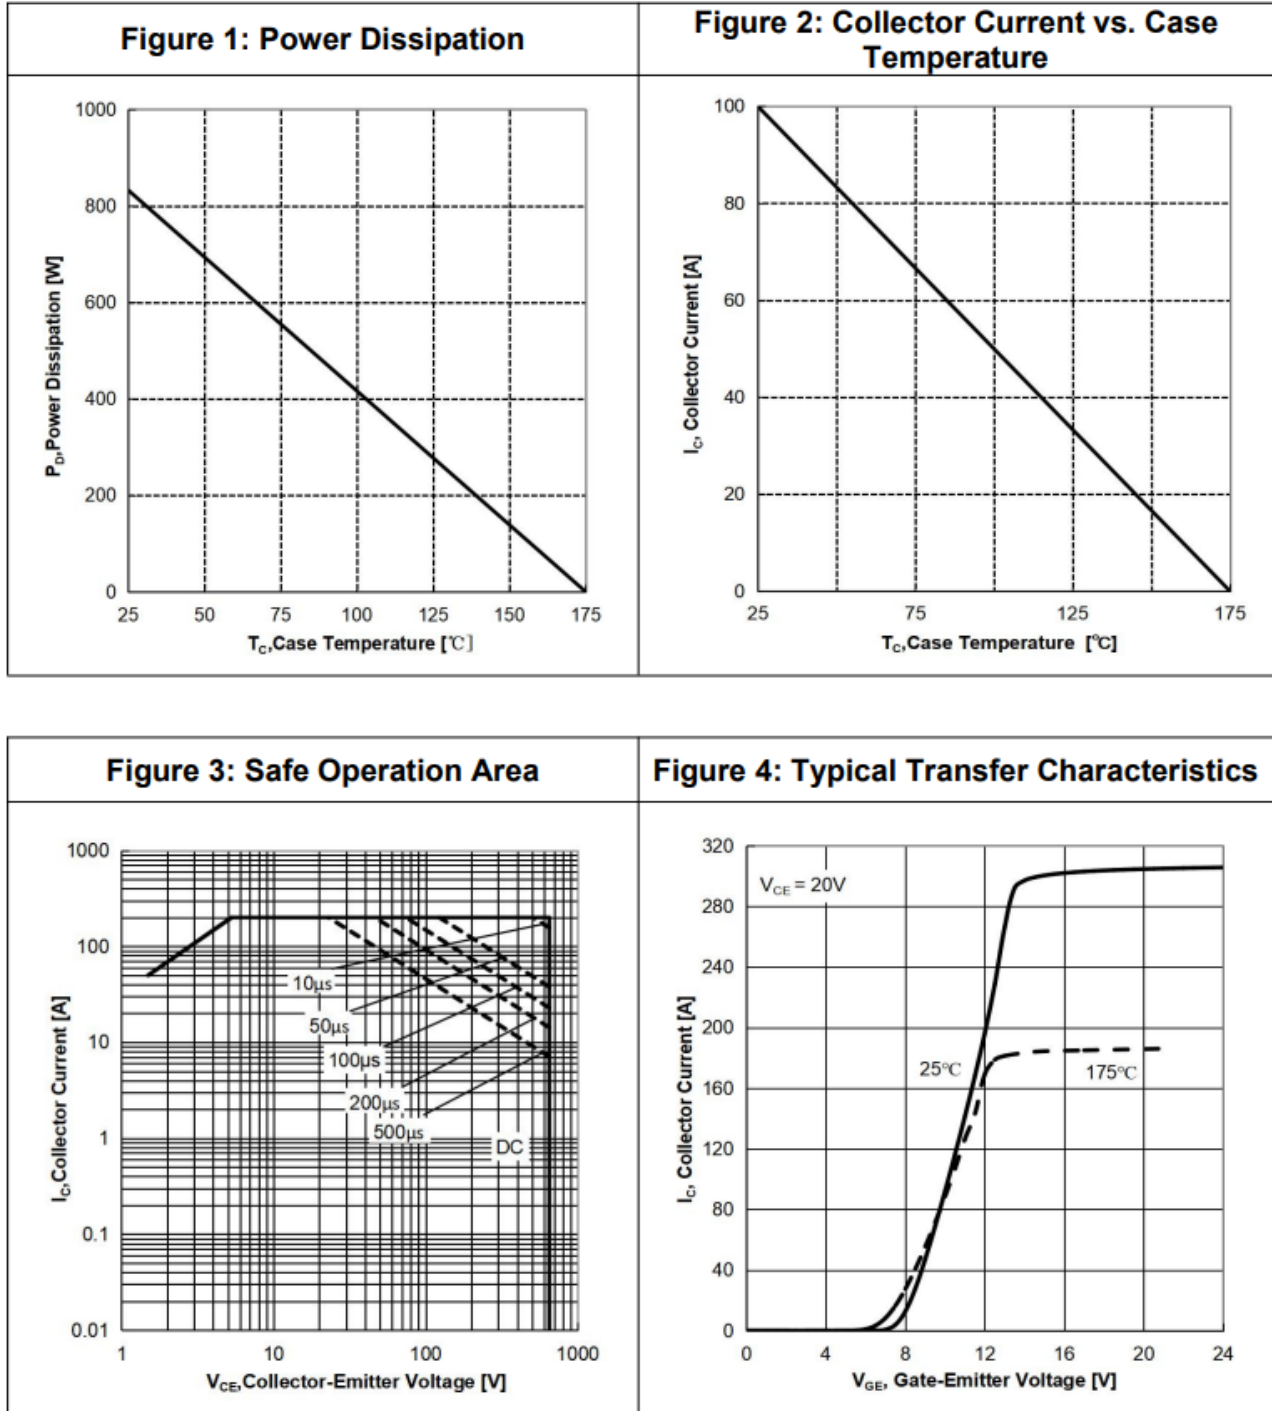 Figure 1: Power Dissipation
1000
800
600
400
200
0
P_D,Power Dissipation [W]
25 50 75 100 125 150 175
T_C,Case Temperature [℃]
Figure 2: Collector Current vs. Case
Temperature
100
80
60
40
20
0
I_C, Collector Current [A]
25 75 125 175
T_C,Case Temperature [℃]
Figure 3: Safe Operation Area
1000
100
10
1
0.1
0.01
I_C,Collector Current [A]
10μs
50μs
100μs
200μs
500μs
DC
1 10 100 1000
V_CE,Collector-Emitter Voltage [V]
Figure 4: Typical Transfer Characteristics
320
280
240
200
160
120
80
40
0
I_C, Collector Current [A]
V_CE = 20V
25℃
175℃
0 4 8 12 16 20 24
V_GE, Gate-Emitter Voltage [V]